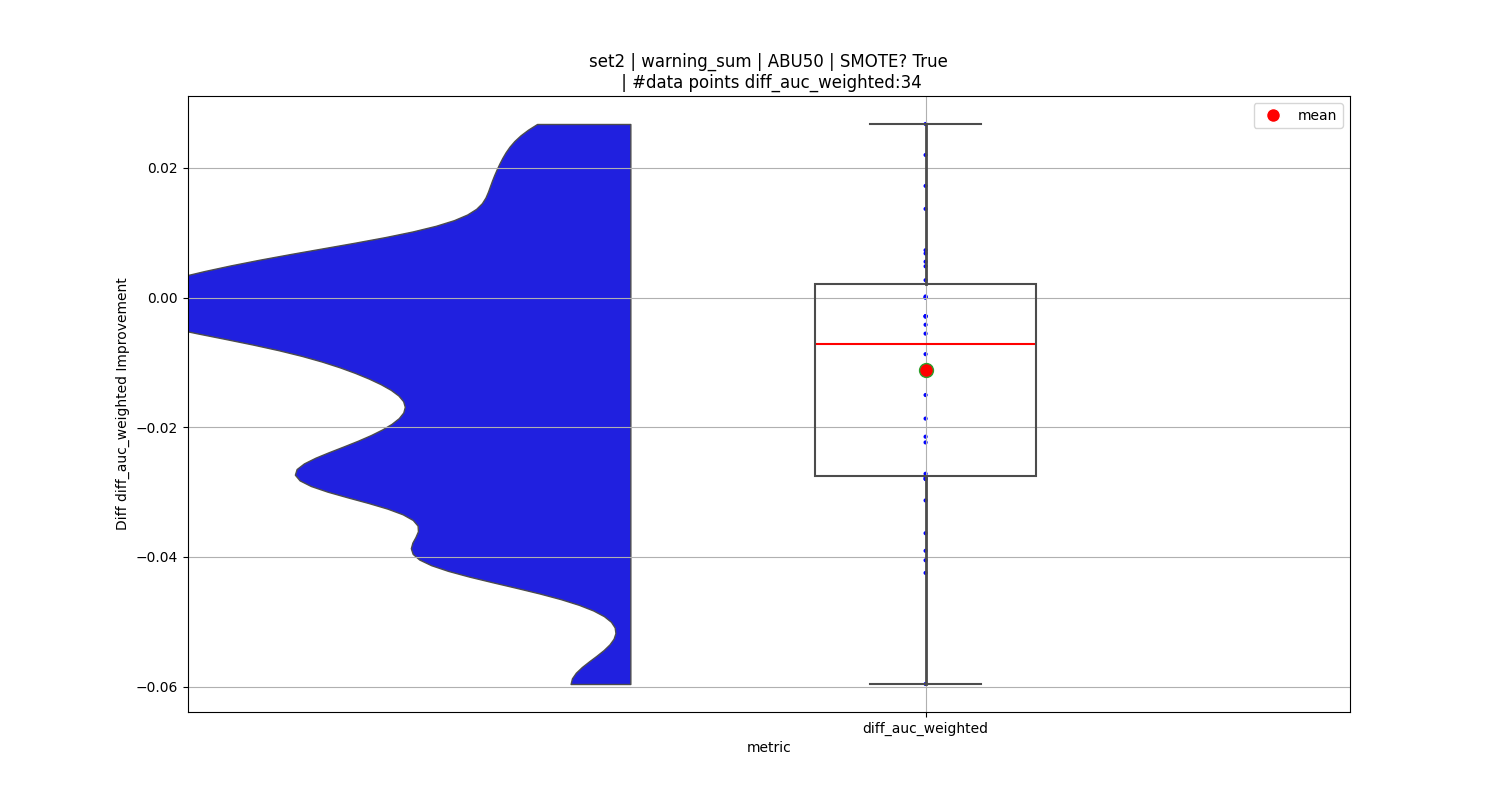 set2 | warning_sum | ABU50 | SMOTE? True
| #data points diff_auc_weighted:34
mean
0.02
0.00
−0.02
−0.04
−0.06
Diff diff_auc_weighted Improvement
diff_auc_weighted
metric